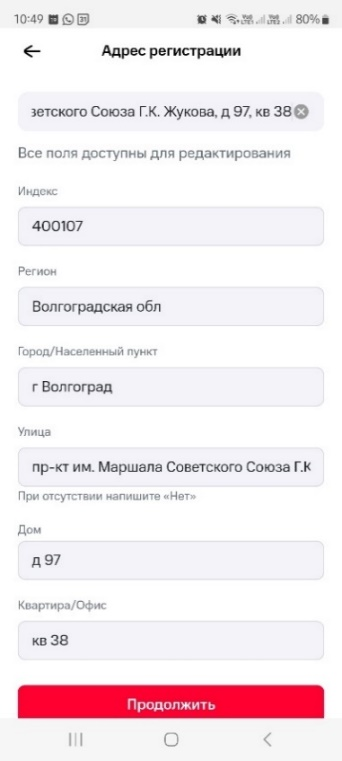 10:49 80%
Адрес регистрации
ветского Союза Г.К. Жукова, д 97, кв 38
Все поля доступны для редактирования
Индекс
400107
Регион
Волгоградская обл
Город/Населенный пункт
г Волгоград
Улица
пр-кт им. Маршала Советского Союза Г.К
При отсутствии напишите «Нет»
Дом
д 97
Квартира/Офис
кв 38
Продолжить